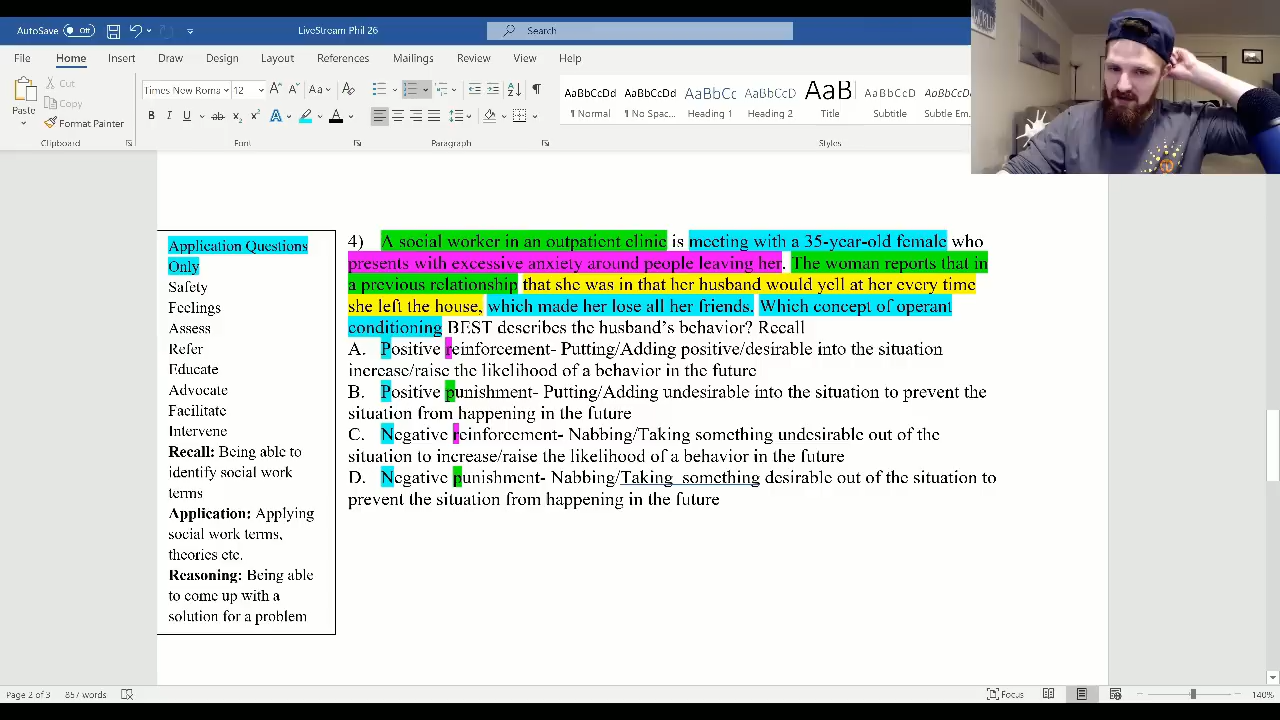 AutoSave Off LiveStream Phil 26 Search
File Home Insert Draw Design Layout References Mailings Review View Help
Paste Cut Copy Format Painter
Times New Roma 12
AaBbCcDd AaBbCcDd AaBbCc AaBbCcD AaB AaBbCcD AaBbCcDd
¶ Normal ¶ No Spac... Heading 1 Heading 2 Title Subtitle Subtle Em...
Clipboard Font Paragraph Styles
Application Questions
Only
Safety
Feelings
Assess
Refer
Educate
Advocate
Facilitate
Intervene
Recall: Being able to
identify social work
terms
Application: Applying
social work terms,
theories etc.
Reasoning: Being able
to come up with a
solution for a problem
4) A social worker in an outpatient clinic is meeting with a 35-year-old female who
presents with excessive anxiety around people leaving her. The woman reports that in
a previous relationship that she was in that her husband would yell at her every time
she left the house, which made her lose all her friends. Which concept of operant
conditioning BEST describes the husband's behavior? Recall
A. Positive reinforcement- Putting/Adding positive/desirable into the situation
increase/raise the likelihood of a behavior in the future
B. Positive punishment- Putting/Adding undesirable into the situation to prevent the
situation from happening in the future
C. Negative reinforcement- Nabbing/Taking something undesirable out of the
situation to increase/raise the likelihood of a behavior in the future
D. Negative punishment- Nabbing/Taking something desirable out of the situation to
prevent the situation from happening in the future
Page 2 of 3 857 words Focus 140%